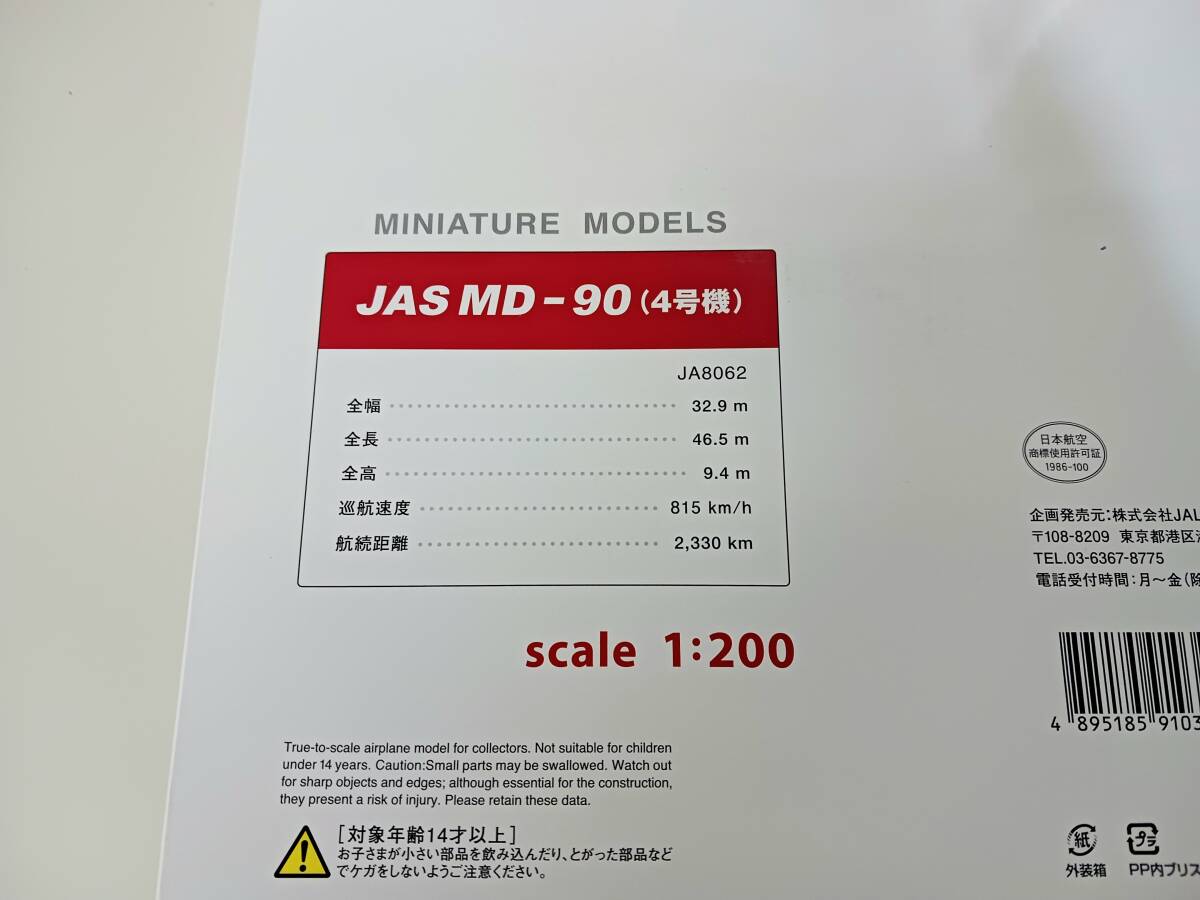 MINIATURE MODELS
JAS MD-90（4号機）
JA8062
全幅 32.9 m
全長 46.5 m
全高 9.4 m
巡航速度 815 km/h
航続距離 2,330 km
scale 1:200
日本航空
商標使用許可証
1986-100
企画発売元：株式会社JAL
〒108-8209 東京都港区
TEL.03-6367-8775
電話受付時間：月～金（除
4 895185 9103
True-to-scale airplane model for collectors. Not suitable for children
under 14 years. Caution:Small parts may be swallowed. Watch out
for sharp objects and edges; although essential for the construction,
they present a risk of injury. Please retain these data.
［対象年齢14才以上］
お子さまが小さい部品を飲み込んだり、とがった部品など
でケガをしないようご注意ください。
紙
外装箱
プラ
PP内ブリス